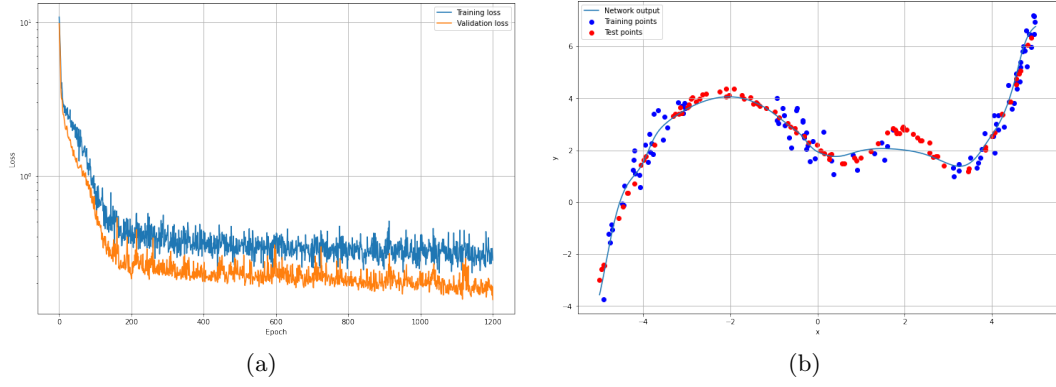 Training loss
Validation loss
10¹
10⁰
Loss
0
200
400
600
800
1000
1200
Epoch
(a)
Network output
Training points
Test points
6
4
2
0
−2
−4
y
−4
−2
0
2
4
x
(b)